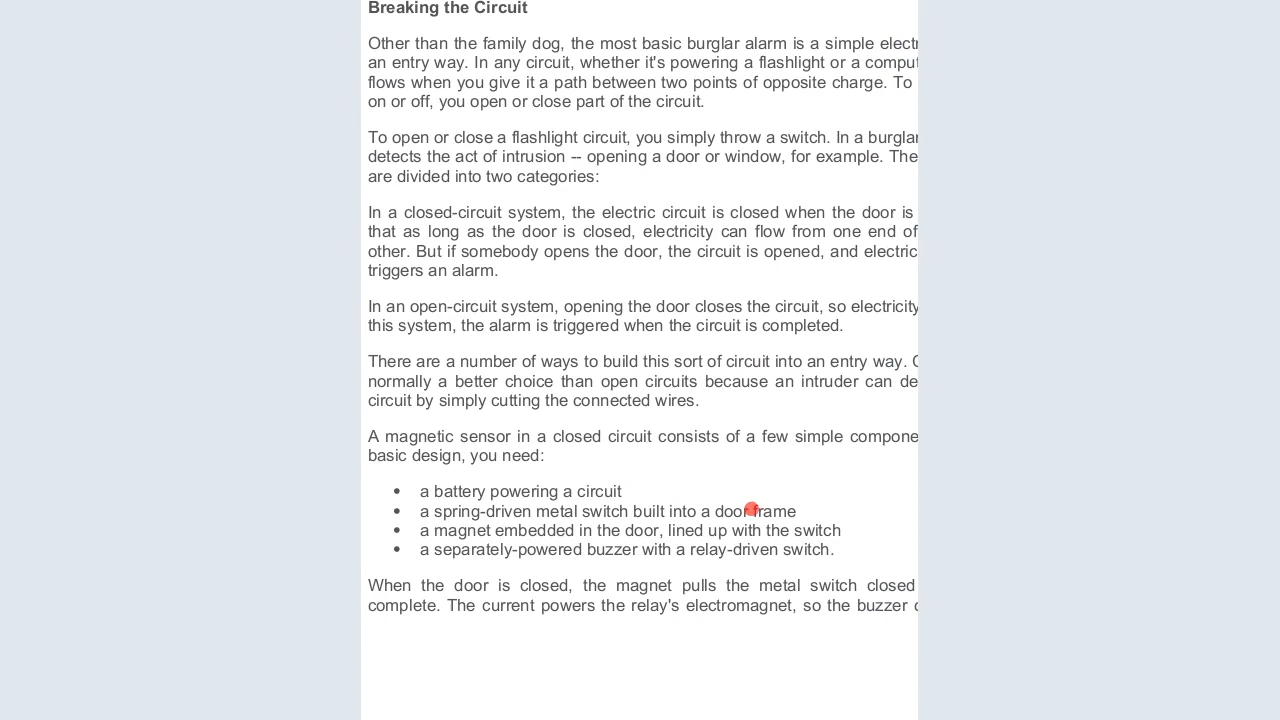 Breaking the Circuit
Other than the family dog, the most basic burglar alarm is a simple
an entry way. In any circuit, whether it's powering a flashlight or a
flows when you give it a path between two points of opposite charge. To
on or off, you open or close part of the circuit.
To open or close a flashlight circuit, you simply throw a switch. In a
detects the act of intrusion -- opening a door or window, for example. The
are divided into two categories:
In a closed-circuit system, the electric circuit is closed when the door is
that as long as the door is closed, electricity can flow from one end of
other. But if somebody opens the door, the circuit is opened, and
triggers an alarm.
In an open-circuit system, opening the door closes the circuit, so electricity
this system, the alarm is triggered when the circuit is completed.
There are a number of ways to build this sort of circuit into an entry way.
normally a better choice than open circuits because an intruder can
circuit by simply cutting the connected wires.
A magnetic sensor in a closed circuit consists of a few simple
basic design, you need:
• a battery powering a circuit
• a spring-driven metal switch built into a door frame
• a magnet embedded in the door, lined up with the switch
• a separately-powered buzzer with a relay-driven switch.
When the door is closed, the magnet pulls the metal switch closed
complete. The current powers the relay's electromagnet, so the buzzer